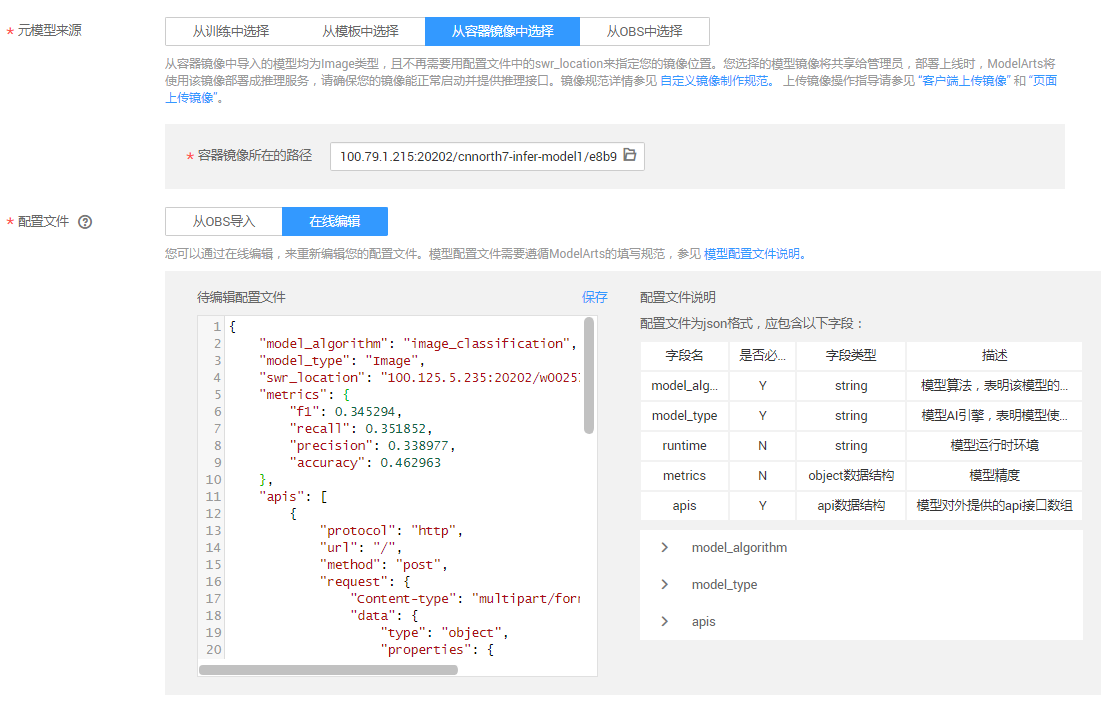 * 元模型来源
从训练中选择 从模板中选择 从容器镜像中选择 从OBS中选择
从容器镜像中导入的模型均为Image类型，且不再需要用配置文件中的swr_location来指定您的镜像位置。您选择的模型镜像将共享给管理员，部署上线时，ModelArts将
使用该镜像部署成推理服务，请确保您的镜像能正常启动并提供推理接口。镜像规范详情参见 自定义镜像制作规范。 上传镜像操作指导请参见 “客户端上传镜像” 和 “页面
上传镜像”。
* 容器镜像所在的路径 100.79.1.215:20202/cnnorth7-infer-model1/e8b9
* 配置文件 ?
从OBS导入 在线编辑
您可以通过在线编辑，来重新编辑您的配置文件。模型配置文件需要遵循ModelArts的填写规范，参见 模型配置文件说明。
待编辑配置文件 保存
1 {
2 "model_algorithm": "image_classification",
3 "model_type": "Image",
4 "swr_location": "100.125.5.235:20202/w0025
5 "metrics": {
6 "f1": 0.345294,
7 "recall": 0.351852,
8 "precision": 0.338977,
9 "accuracy": 0.462963
10 },
11 "apis": [
12 {
13 "protocol": "http",
14 "url": "/",
15 "method": "post",
16 "request": {
17 "Content-type": "multipart/for
18 "data": {
19 "type": "object",
20 "properties": {
配置文件说明
配置文件为json格式，应包含以下字段：
字段名 是否必... 字段类型 描述
model_alg... Y string 模型算法，表明该模型的...
model_type Y string 模型AI引擎，表明模型使...
runtime N string 模型运行时环境
metrics N object数据结构 模型精度
apis Y api数据结构 模型对外提供的api接口数组
model_algorithm
model_type
apis